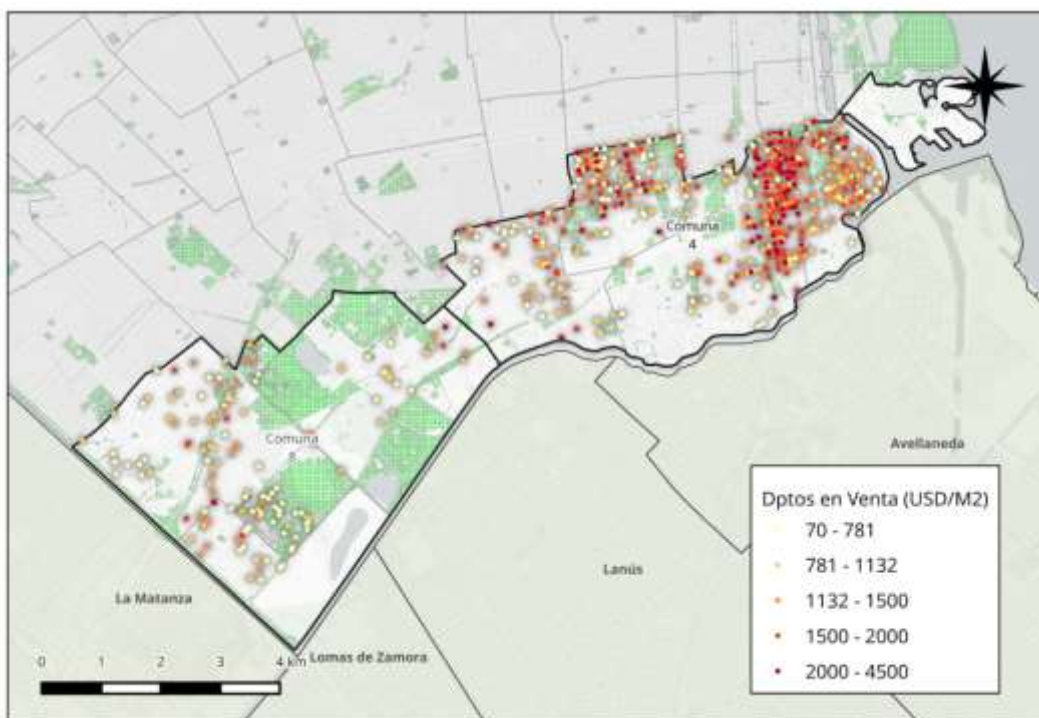 Comuna
4
Comuna
8
Avellaneda
Lanús
La Matanza
Lomas de Zamora
0 1 2 3 4 km
Dptos en Venta (USD/M2)
70 - 781
781 - 1132
1132 - 1500
1500 - 2000
2000 - 4500